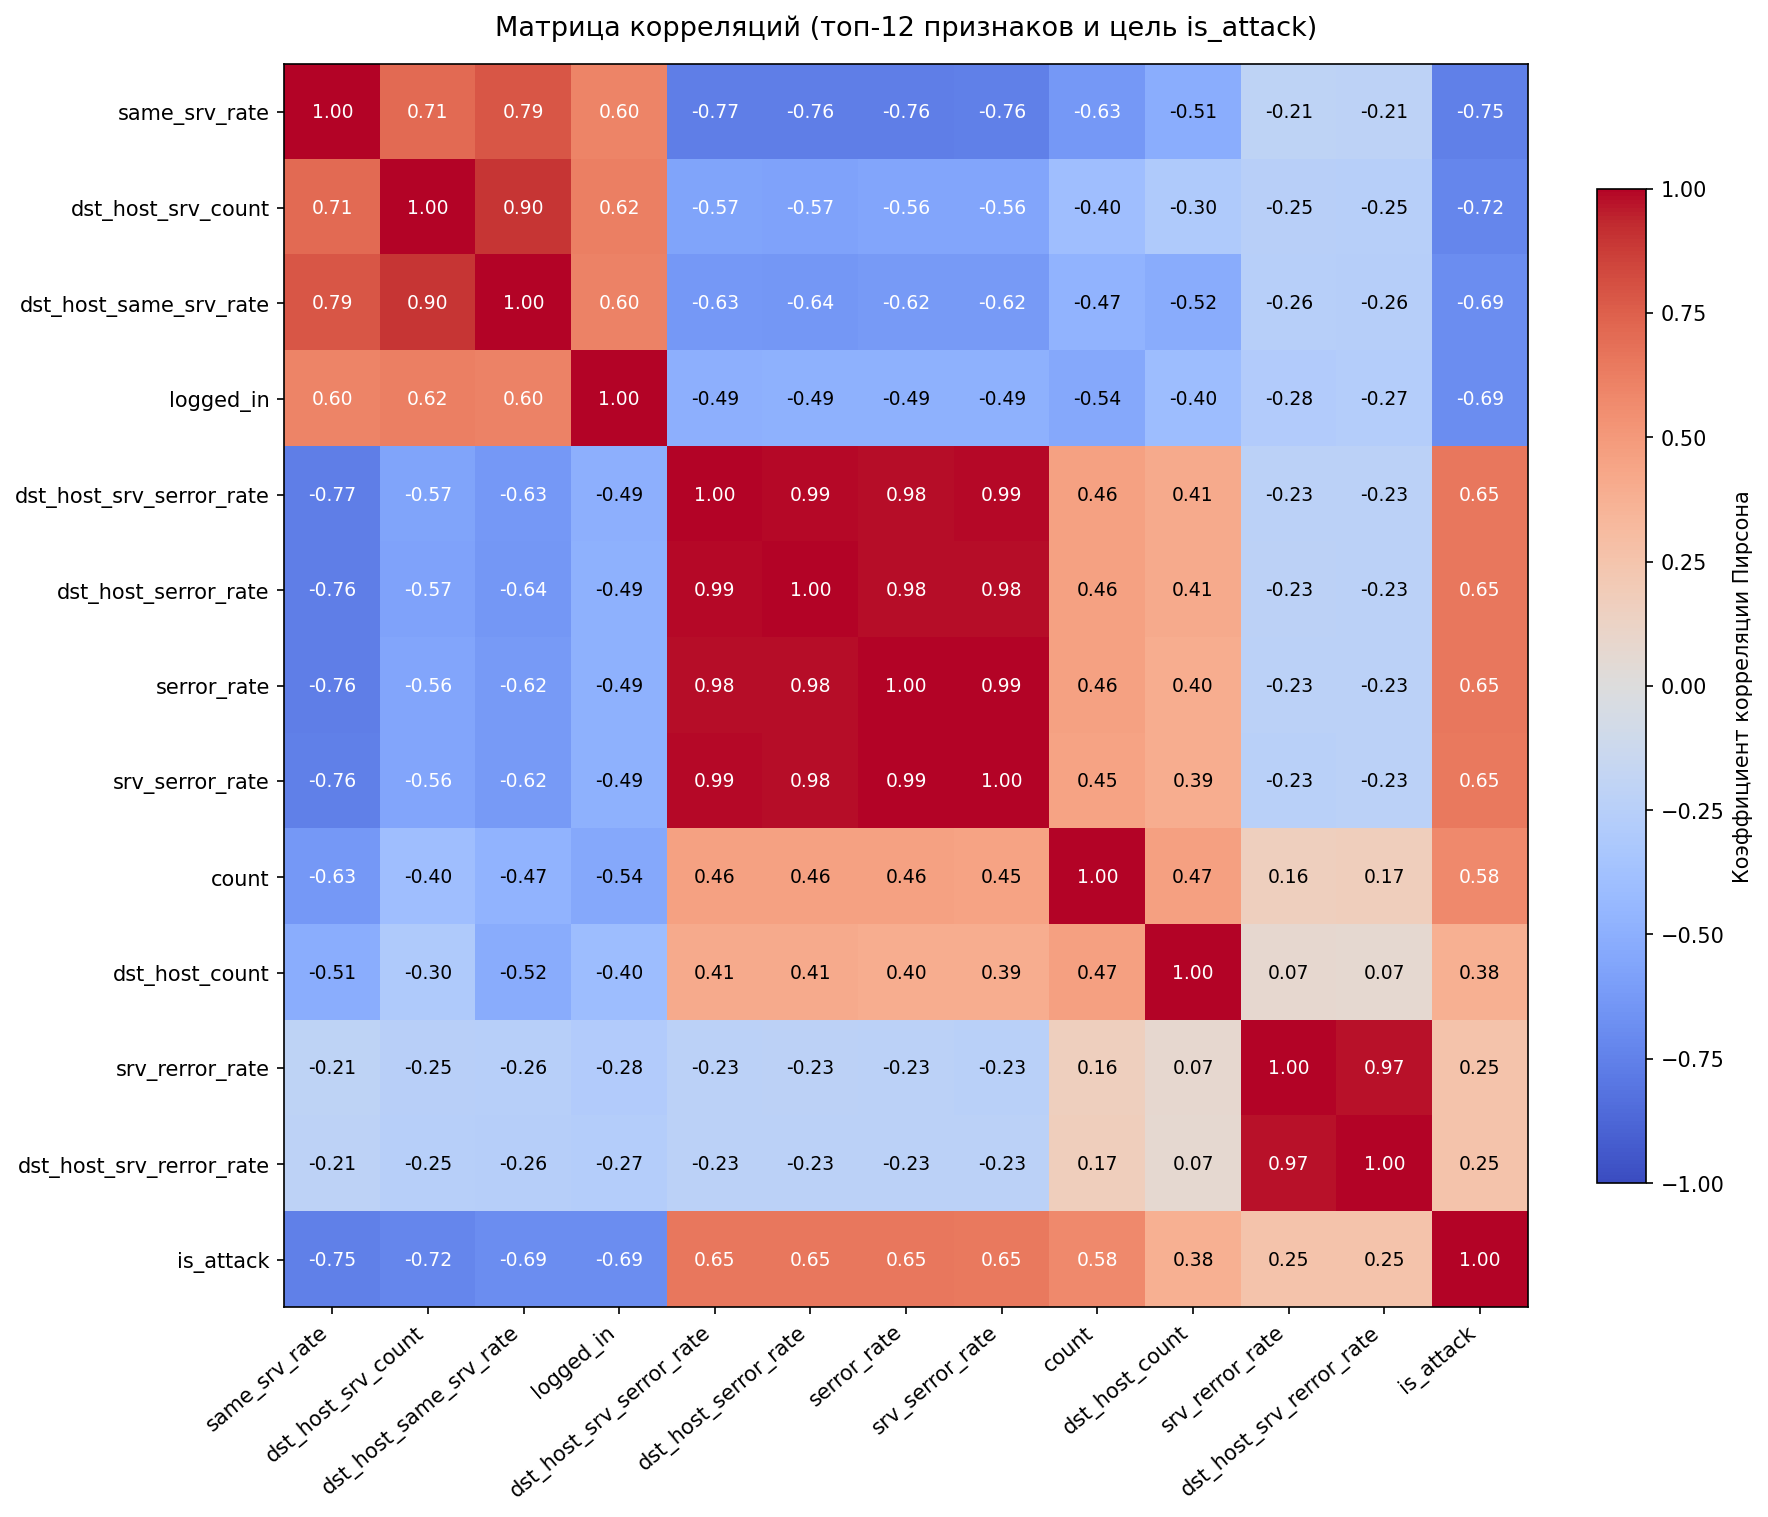 Матрица корреляций (топ-12 признаков и цель is_attack)
same_srv_rate 1.00 0.71 0.79 0.60 -0.77 -0.76 -0.76 -0.76 -0.63 -0.51 -0.21 -0.21 -0.75
dst_host_srv_count 0.71 1.00 0.90 0.62 -0.57 -0.57 -0.56 -0.56 -0.40 -0.30 -0.25 -0.25 -0.72
dst_host_same_srv_rate 0.79 0.90 1.00 0.60 -0.63 -0.64 -0.62 -0.62 -0.47 -0.52 -0.26 -0.26 -0.69
logged_in 0.60 0.62 0.60 1.00 -0.49 -0.49 -0.49 -0.49 -0.54 -0.40 -0.28 -0.27 -0.69
dst_host_srv_serror_rate -0.77 -0.57 -0.63 -0.49 1.00 0.99 0.98 0.99 0.46 0.41 -0.23 -0.23 0.65
dst_host_serror_rate -0.76 -0.57 -0.64 -0.49 0.99 1.00 0.98 0.98 0.46 0.41 -0.23 -0.23 0.65
serror_rate -0.76 -0.56 -0.62 -0.49 0.98 0.98 1.00 0.99 0.46 0.40 -0.23 -0.23 0.65
srv_serror_rate -0.76 -0.56 -0.62 -0.49 0.99 0.98 0.99 1.00 0.45 0.39 -0.23 -0.23 0.65
count -0.63 -0.40 -0.47 -0.54 0.46 0.46 0.46 0.45 1.00 0.47 0.16 0.17 0.58
dst_host_count -0.51 -0.30 -0.52 -0.40 0.41 0.41 0.40 0.39 0.47 1.00 0.07 0.07 0.38
srv_rerror_rate -0.21 -0.25 -0.26 -0.28 -0.23 -0.23 -0.23 -0.23 0.16 0.07 1.00 0.97 0.25
dst_host_srv_rerror_rate -0.21 -0.25 -0.26 -0.27 -0.23 -0.23 -0.23 -0.23 0.17 0.07 0.97 1.00 0.25
is_attack -0.75 -0.72 -0.69 -0.69 0.65 0.65 0.65 0.65 0.58 0.38 0.25 0.25 1.00
same_srv_rate
dst_host_srv_count
dst_host_same_srv_rate
logged_in
dst_host_srv_serror_rate
dst_host_serror_rate
serror_rate
srv_serror_rate
count
dst_host_count
srv_rerror_rate
dst_host_srv_rerror_rate
is_attack
1.00
0.75
0.50
0.25
0.00
−0.25
−0.50
−0.75
−1.00
Коэффициент корреляции Пирсона